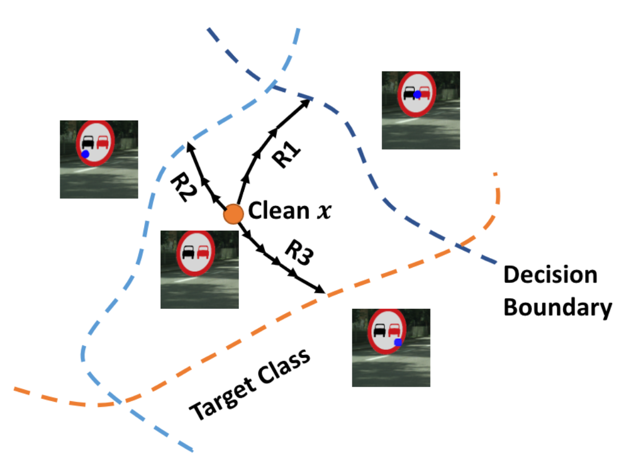 R1
R2
Clean x
R3
Decision
Boundary
Target Class